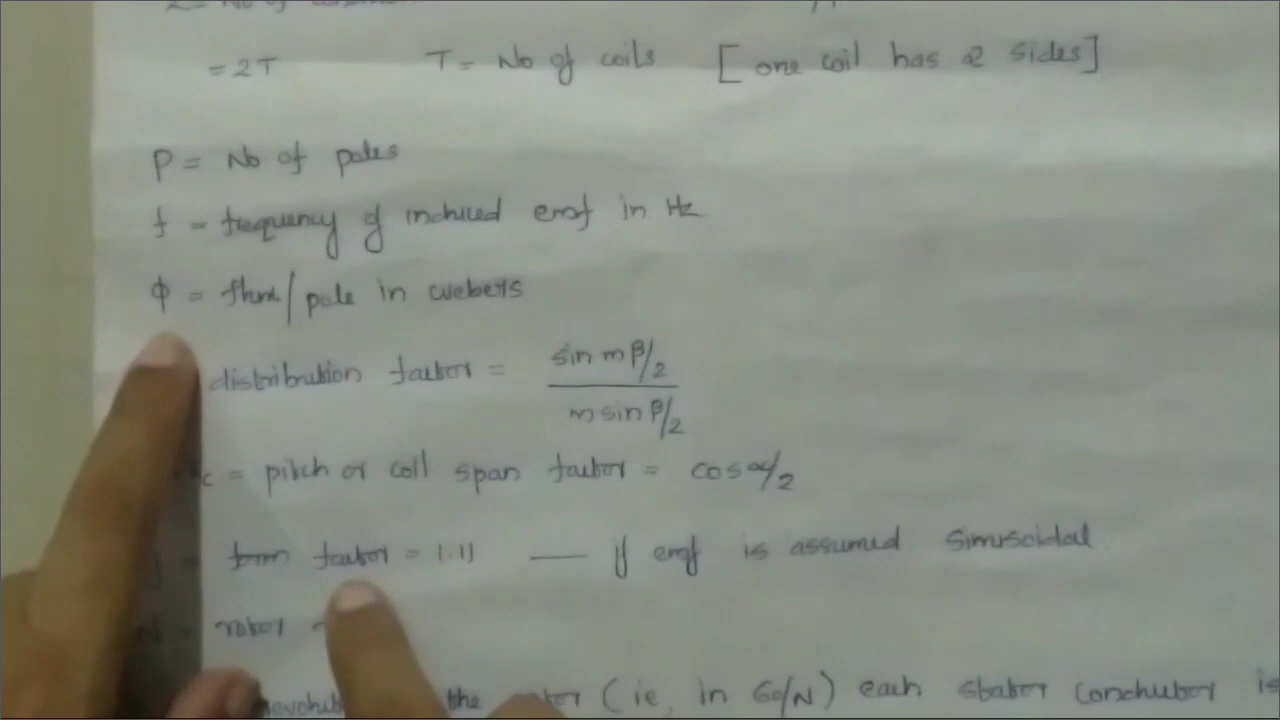 = 2T T = No of coils [one coil has 2 sides]
P = No of poles
f - frequency of induced emf in Hz
Φ = flux/pole in webers
distribution factor = sin mβ/2 / m sin β/2
c = pitch or coil span factor = cos α/2
form factor = 1.11 — if emf is assumed sinusoidal
rotor
the (ie, in 60/N) each stator conductor is